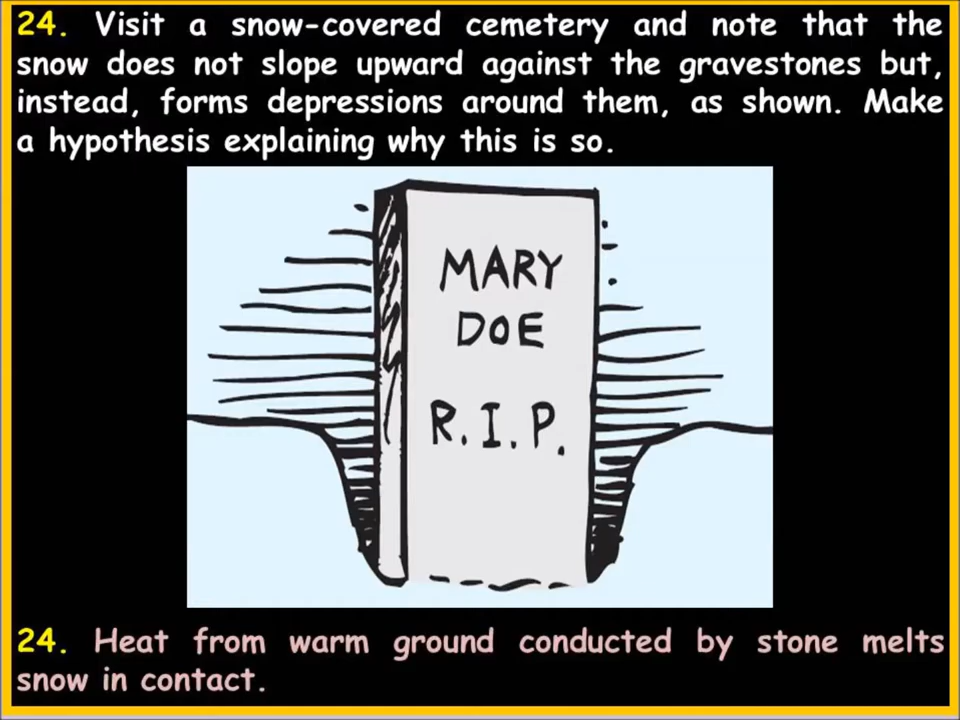 24. Visit a snow-covered cemetery and note that the
snow does not slope upward against the gravestones but,
instead, forms depressions around them, as shown. Make
a hypothesis explaining why this is so.
MARY
DOE
R.I.P.
24. Heat from warm ground conducted by stone melts
snow in contact.